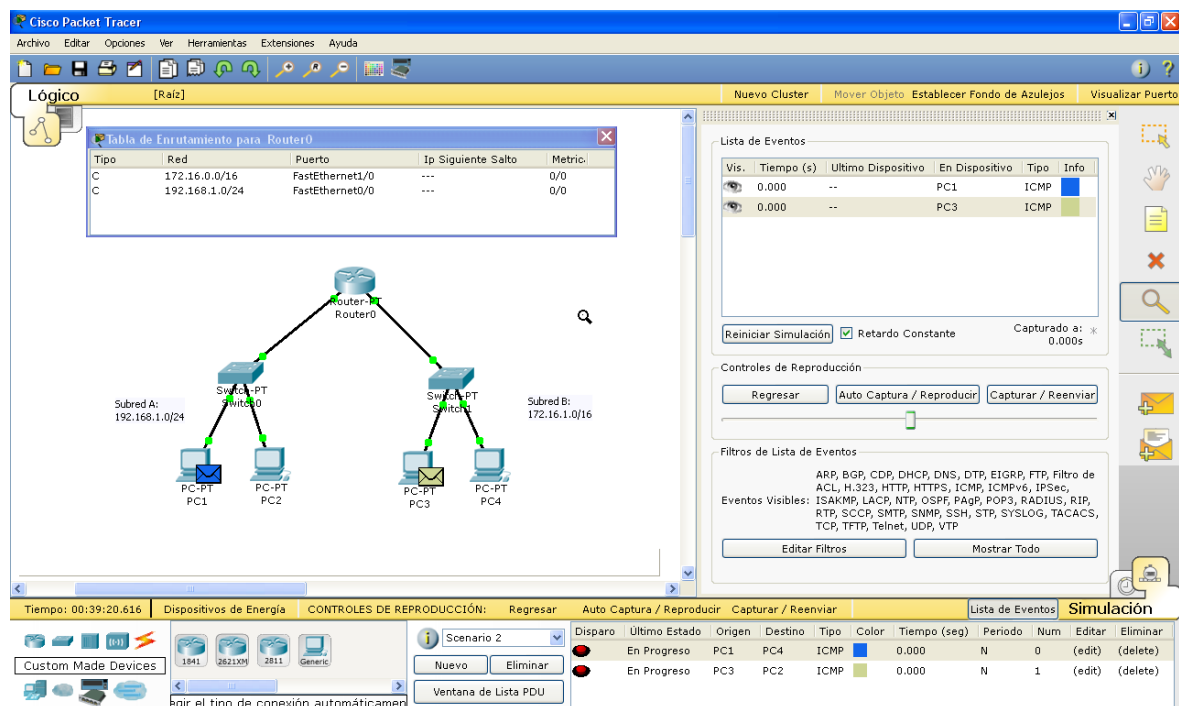 Cisco Packet Tracer
Archivo Editar Opciones Ver Herramientas Extensiones Ayuda
Lógico [Raíz] Nuevo Cluster Mover Objeto Establecer Fondo de Azulejos Visualizar Puerto
Tabla de Enrutamiento para Router0
Tipo Red Puerto Ip Siguiente Salto Metric
C 172.16.0.0/16 FastEthernet1/0 --- 0/0
C 192.168.1.0/24 FastEthernet0/0 --- 0/0
Router-PT
Router0
Switch-PT
Switch0
Switch-PT
Switch1
Subred A:
192.168.1.0/24
Subred B:
172.16.1.0/16
PC-PT
PC1
PC-PT
PC2
PC-PT
PC3
PC-PT
PC4
Lista de Eventos
Vis. Tiempo (s) Ultimo Dispositivo En Dispositivo Tipo Info
0.000 -- PC1 ICMP
0.000 -- PC3 ICMP
Reiniciar Simulación Retardo Constante Capturado a: *
0.000s
Controles de Reproducción
Regresar Auto Captura / Reproducir Capturar / Reenviar
Filtros de Lista de Eventos
Eventos Visibles:
ARP, BGP, CDP, DHCP, DNS, DTP, EIGRP, FTP, Filtro de
ACL, H.323, HTTP, HTTPS, ICMP, ICMPv6, IPSec,
ISAKMP, LACP, NTP, OSPF, PAgP, POP3, RADIUS, RIP,
RTP, SCCP, SMTP, SNMP, SSH, STP, SYSLOG, TACACS,
TCP, TFTP, Telnet, UDP, VTP
Editar Filtros Mostrar Todo
Tiempo: 00:39:20.616 Dispositivos de Energía CONTROLES DE REPRODUCCIÓN: Regresar Auto Captura / Reproducir Capturar / Reenviar Lista de Eventos Simulación
Custom Made Devices
1841 2621XM 2811 Generic
egir el tipo de conexión automáticamen
Scenario 2
Nuevo Eliminar
Ventana de Lista PDU
Disparo Último Estado Origen Destino Tipo Color Tiempo (seg) Periodo Num Editar Eliminar
En Progreso PC1 PC4 ICMP 0.000 N 0 (edit) (delete)
En Progreso PC3 PC2 ICMP 0.000 N 1 (edit) (delete)